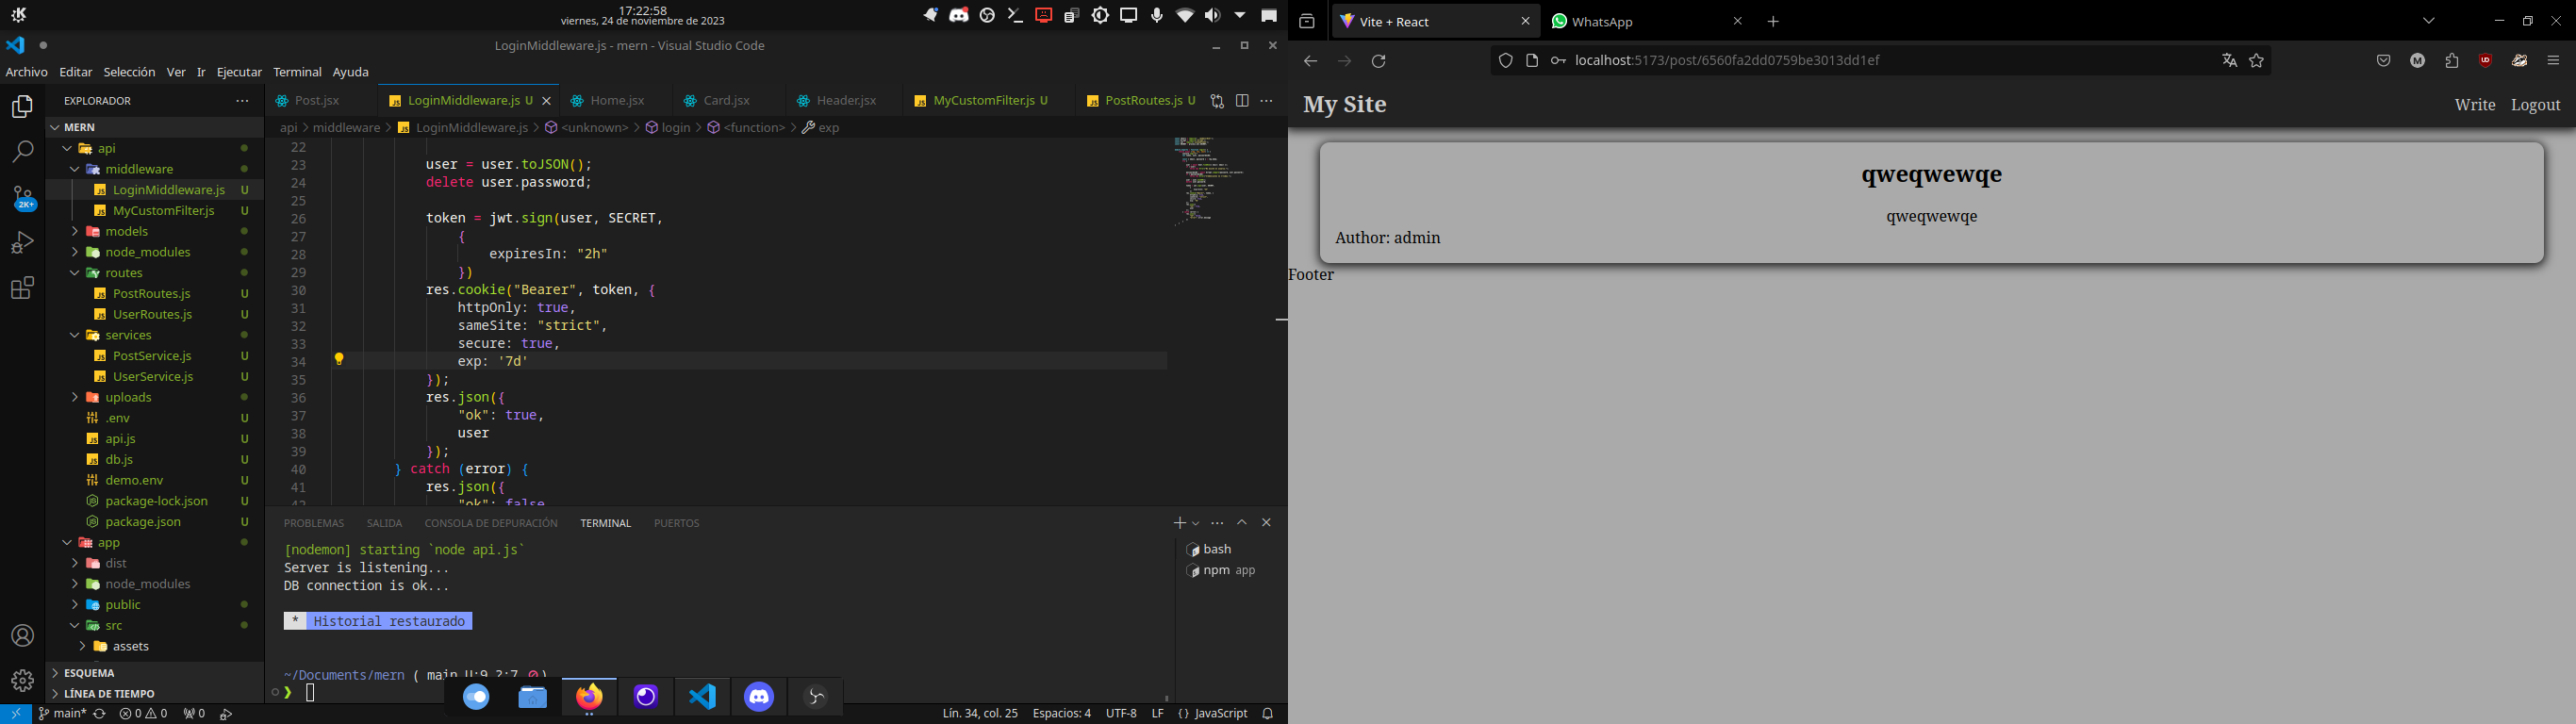 17:22:58
viernes, 24 de noviembre de 2023
LoginMiddleware.js - mern - Visual Studio Code
Archivo Editar Selección Ver Ir Ejecutar Terminal Ayuda
EXPLORADOR
MERN
api
middleware
LoginMiddleware.js U
MyCustomFilter.js U
models
node_modules
routes
PostRoutes.js U
UserRoutes.js U
services
PostService.js U
UserService.js U
uploads
.env U
api.js U
db.js U
demo.env U
package-lock.json U
package.json U
app
dist
node_modules
public
src
assets
ESQUEMA
LÍNEA DE TIEMPO
2K+
Post.jsx LoginMiddleware.js U Home.jsx Card.jsx Header.jsx MyCustomFilter.js U PostRoutes.js U
api > middleware > LoginMiddleware.js > <unknown> > login > <function> > exp
22
23 user = user.toJSON();
24 delete user.password;
25
26 token = jwt.sign(user, SECRET,
27 {
28 expiresIn: "2h"
29 })
30 res.cookie("Bearer", token, {
31 httpOnly: true,
32 sameSite: "strict",
33 secure: true,
34 exp: '7d'
35 });
36 res.json({
37 "ok": true,
38 user
39 });
40 } catch (error) {
41 res.json({
42 "ok": false
PROBLEMAS SALIDA CONSOLA DE DEPURACIÓN TERMINAL PUERTOS
[nodemon] starting `node api.js`
Server is listening...
DB connection is ok...
* Historial restaurado
~/Documents/mern ( main U:9 ?:7 )
❯
bash
npm app
main* 0 0 0
Lín. 34, col. 25 Espacios: 4 UTF-8 LF {} JavaScript
Vite + React
WhatsApp
localhost:5173/post/6560fa2dd0759be3013dd1ef
My Site
Write Logout
qweqwewqe
qweqwewqe
Author: admin
Footer